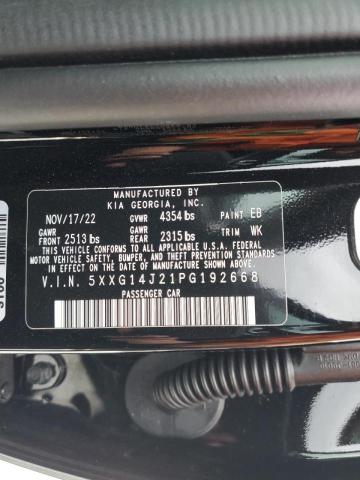 MANUFACTURED BY
KIA GEORGIA, INC.
NOV/17/22 GVWR 4354 lbs PAINT EB
GAWR GAWR
FRONT 2513 lbs REAR 2315 lbs TRIM WK
THIS VEHICLE CONFORMS TO ALL APPLICABLE U.S. FEDERAL
MOTOR VEHICLE SAFETY, BUMPER, AND THEFT PREVENTION
STANDARDS IN EFFECT ON THE DATE OF MANUFACTURE SHOWN ABOVE.
V.I.N. 5XXG14J21PG192668
PASSENGER CAR